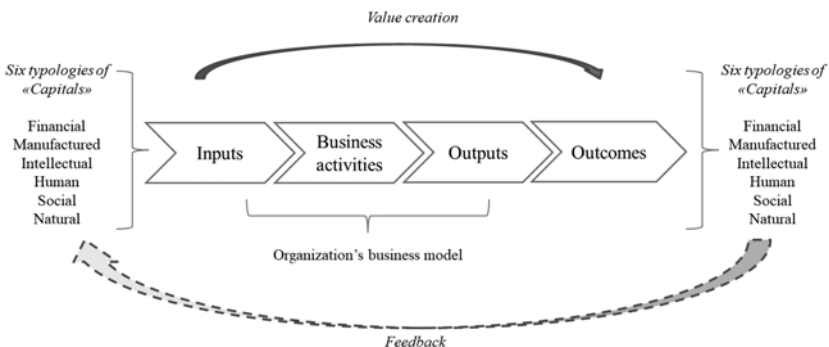 Value creation
Six typologies of
«Capitals»
Financial
Manufactured
Intellectual
Human
Social
Natural
Inputs
Business
activities
Outputs
Outcomes
Six typologies of
«Capitals»
Financial
Manufactured
Intellectual
Human
Social
Natural
Organization's business model
Feedback